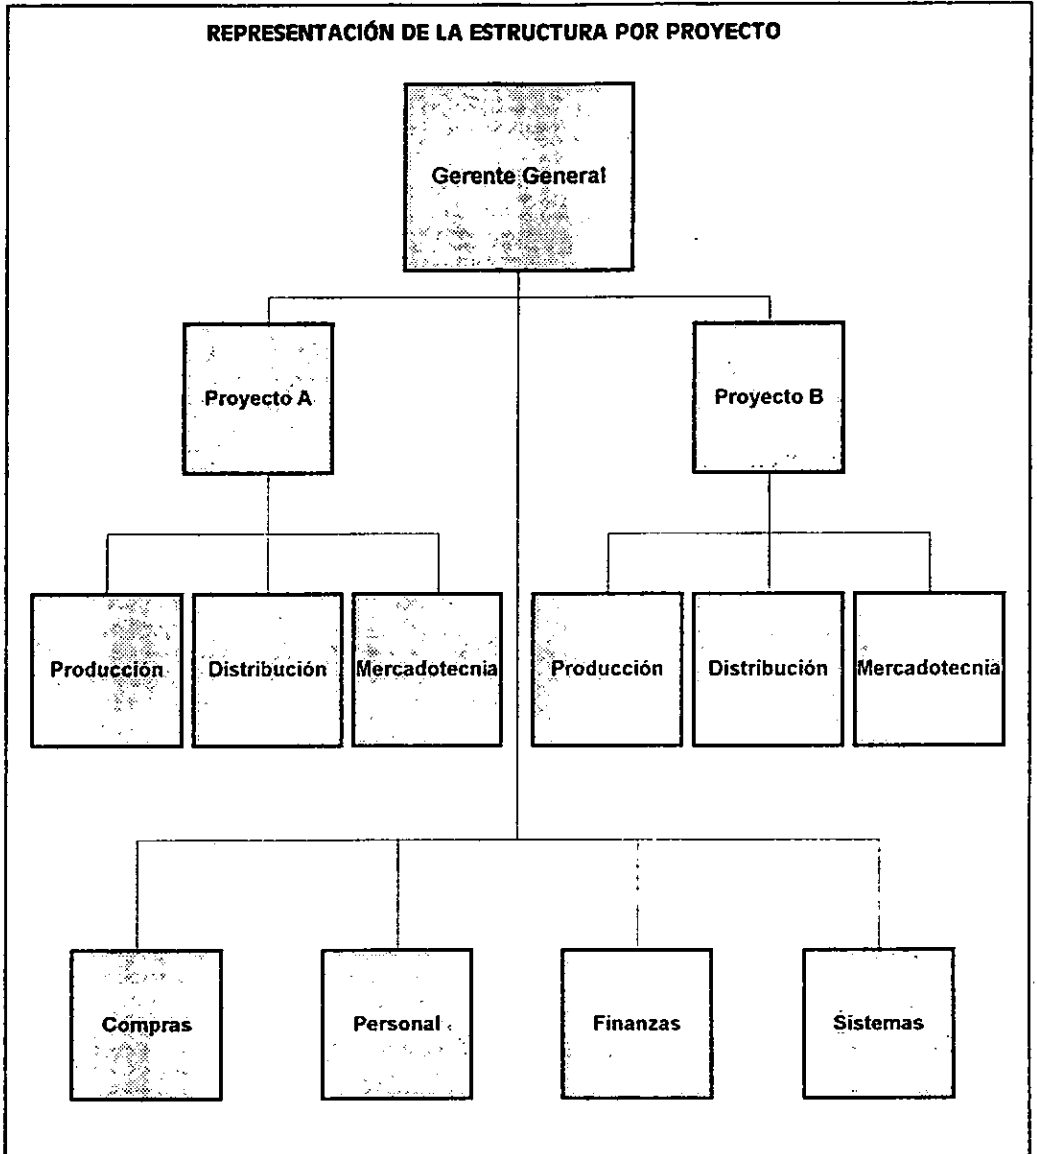 REPRESENTACIÓN DE LA ESTRUCTURA POR PROYECTO
Gerente General
Proyecto A
Proyecto B
Producción
Distribución
Mercadotecnia
Producción
Distribución
Mercadotecnia
Compras
Personal
Finanzas
Sistemas